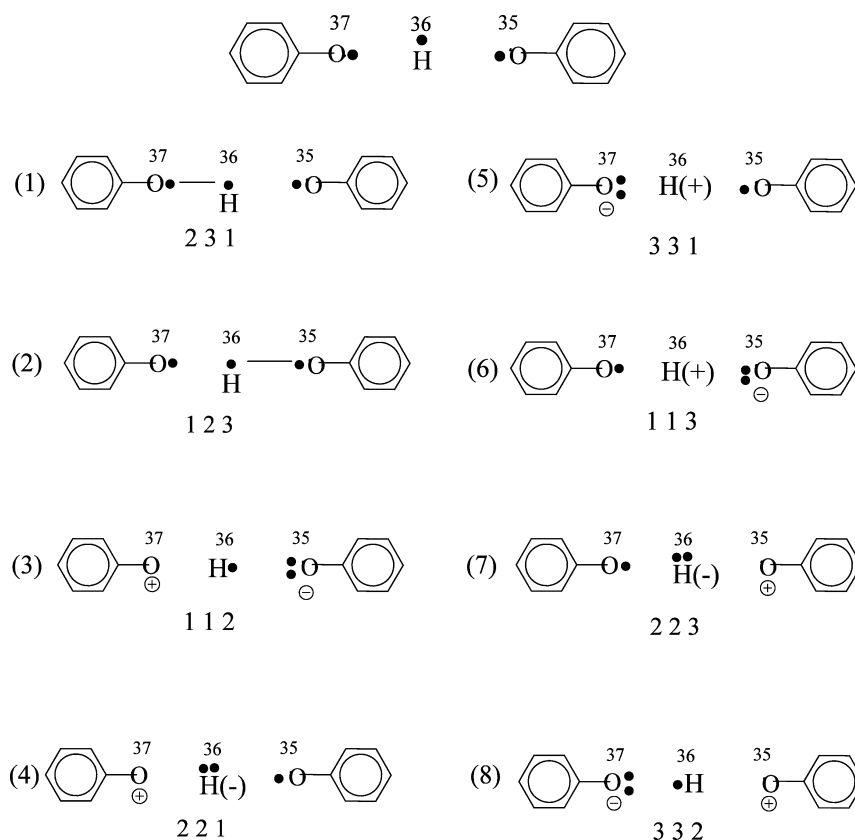 37 36 35
O• •H •O
37 36 35
(1) O• • •O
H
2 3 1
37 36 35
(5) O: H(+) •O
⊖
3 3 1
37 36 35
(2) O• • •O
H
1 2 3
37 36 35
(6) O• H(+) :O
⊖
1 1 3
37 36 35
(3) O H• :O
⊕ ⊖
1 1 2
37 36 35
(7) O• H(-) O
⊕
2 2 3
37 36 35
(4) O H(-) •O
⊕
2 2 1
37 36 35
(8) O: •H O
⊖ ⊕
3 3 2